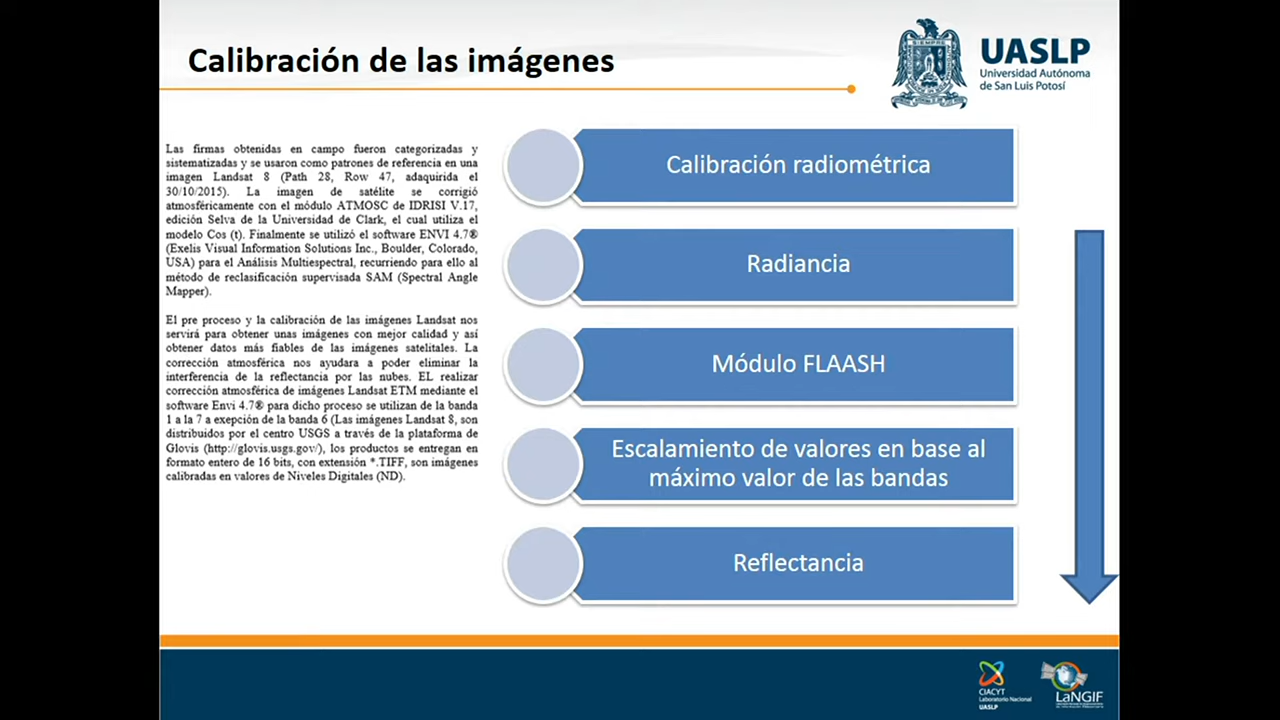 Calibración de las imágenes
SIEMPRE
UASLP
Universidad Autónoma
de San Luis Potosí
Las firmas obtenidas en campo fueron categorizadas y
sistematizadas y se usaron como patrones de referencia en una
imagen Landsat 8 (Path 28, Row 47, adaquirida el
30/10/2015). La imagen de satélite se corrigió
atmosféricamente con el módulo ATMOSC de IDRISI V.17,
edición Selva de la Universidad de Clark, el cual utiliza el
modelo Cos (t). Finalmente se utilizó el software ENVI 4.7®
(Exelis Visual Information Solutions Inc., Boulder, Colorado,
USA) para el Análisis Multiespectral, recurriendo para ello al
método de reclasificación supervisada SAM (Spectral Angle
Mapper).
El pre proceso y la calibración de las imágenes Landsat nos
servirá para obtener unas imágenes con mejor calidad y así
obtener datos más fiables de las imágenes satelitales. La
corrección atmosférica nos ayudara a poder eliminar la
interferencia de la reflectancia por las nubes. EL realizar
corrección atmosférica de imágenes Landsat ETM mediante el
software Envi 4.7® para dicho proceso se utilizan de la banda
1 a la 7 a exepción de la banda 6 (Las imágenes Landsat 8, son
distribuidos por el centro USGS a través de la plataforma de
Glovis (http://glovis.usgs.gov/), los productos se entregan en
formato entero de 16 bits, con extensión *.TIFF, son imágenes
calibradas en valores de Niveles Digitales (ND).
Calibración radiométrica
Radiancia
Módulo FLAASH
Escalamiento de valores en base al
máximo valor de las bandas
Reflectancia
CIACYT
Laboratorio Nacional
UASLP
LaNGIF